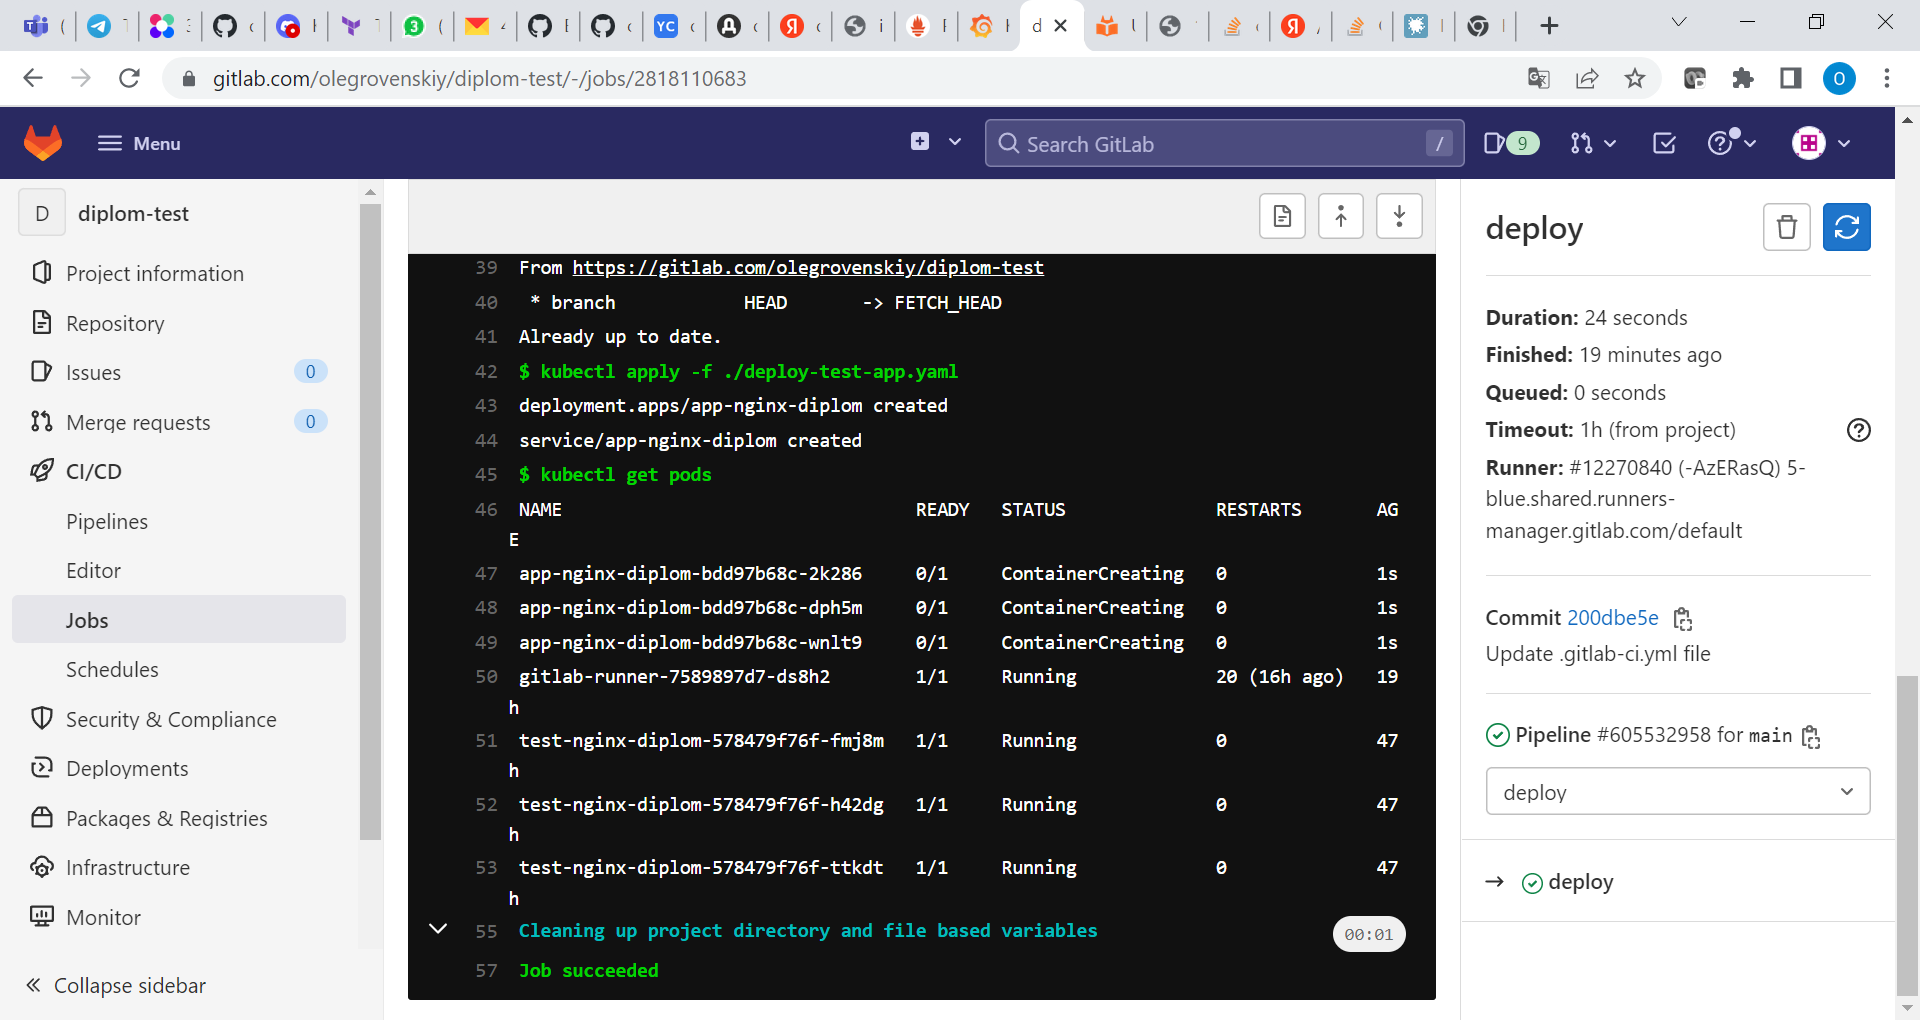 gitlab.com/olegrovenskiy/diplom-test/-/jobs/2818110683
Menu
Search GitLab /
9
D diplom-test
Project information
Repository
Issues 0
Merge requests 0
CI/CD
Pipelines
Editor
Jobs
Schedules
Security & Compliance
Deployments
Packages & Registries
Infrastructure
Monitor
Collapse sidebar
39 From https://gitlab.com/olegrovenskiy/diplom-test
40 * branch HEAD -> FETCH_HEAD
41 Already up to date.
42 $ kubectl apply -f ./deploy-test-app.yaml
43 deployment.apps/app-nginx-diplom created
44 service/app-nginx-diplom created
45 $ kubectl get pods
46 NAME READY STATUS RESTARTS AG
E
47 app-nginx-diplom-bdd97b68c-2k286 0/1 ContainerCreating 0 1s
48 app-nginx-diplom-bdd97b68c-dph5m 0/1 ContainerCreating 0 1s
49 app-nginx-diplom-bdd97b68c-wnlt9 0/1 ContainerCreating 0 1s
50 gitlab-runner-7589897d7-ds8h2 1/1 Running 20 (16h ago) 19
h
51 test-nginx-diplom-578479f76f-fmj8m 1/1 Running 0 47
h
52 test-nginx-diplom-578479f76f-h42dg 1/1 Running 0 47
h
53 test-nginx-diplom-578479f76f-ttkdt 1/1 Running 0 47
h
55 Cleaning up project directory and file based variables 00:01
57 Job succeeded
deploy
Duration: 24 seconds
Finished: 19 minutes ago
Queued: 0 seconds
Timeout: 1h (from project)
Runner: #12270840 (-AzERasQ) 5-
blue.shared.runners-
manager.gitlab.com/default
Commit 200dbe5e
Update .gitlab-ci.yml file
Pipeline #605532958 for main
deploy
→ deploy